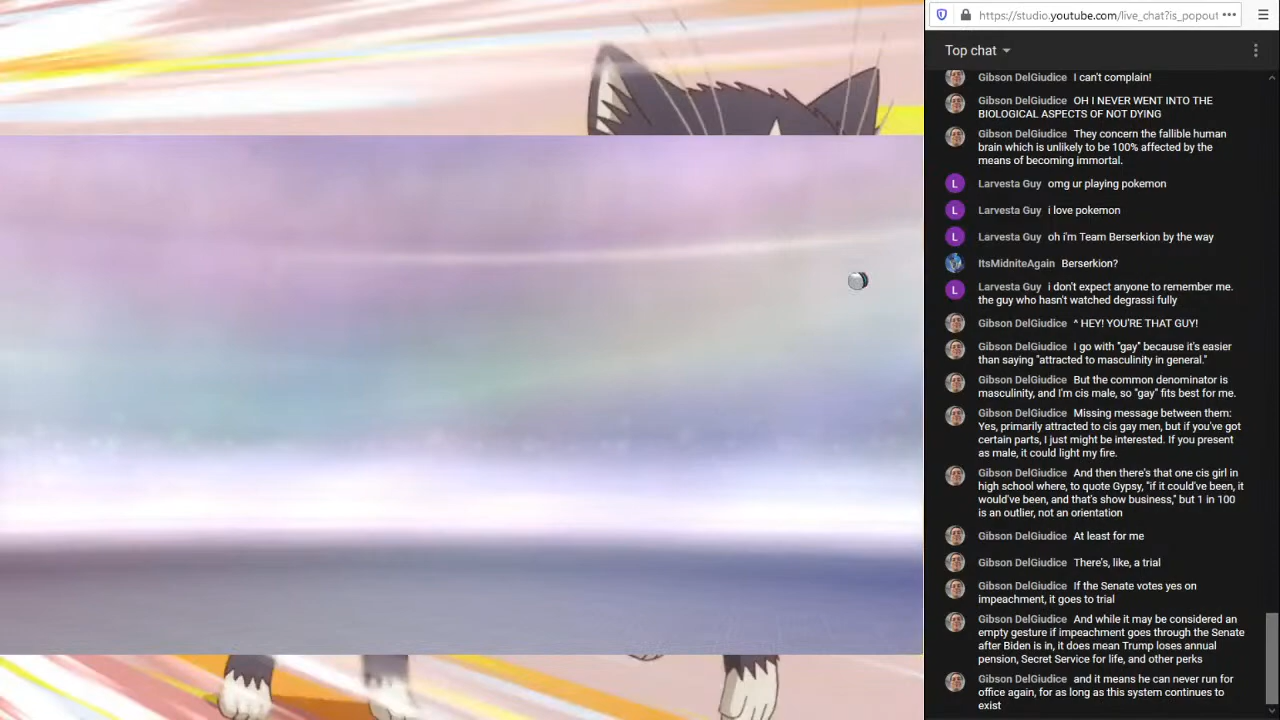 https://studio.youtube.com/live_chat?is_popout
Top chat
Gibson DelGiudice I can't complain!
Gibson DelGiudice OH I NEVER WENT INTO THE
BIOLOGICAL ASPECTS OF NOT DYING
Gibson DelGiudice They concern the fallible human
brain which is unlikely to be 100% affected by the
means of becoming immortal.
L Larvesta Guy omg ur playing pokemon
L Larvesta Guy i love pokemon
L Larvesta Guy oh i'm Team Berserkion by the way
ItsMidniteAgain Berserkion?
L Larvesta Guy i don't expect anyone to remember me.
the guy who hasn't watched degrassi fully
Gibson DelGiudice ^ HEY! YOU'RE THAT GUY!
Gibson DelGiudice I go with "gay" because it's easier
than saying "attracted to masculinity in general."
Gibson DelGiudice But the common denominator is
masculinity, and I'm cis male, so "gay" fits best for me.
Gibson DelGiudice Missing message between them:
Yes, primarily attracted to cis gay men, but if you've got
certain parts, I just might be interested. If you present
as male, it could light my fire.
Gibson DelGiudice And then there's that one cis girl in
high school where, to quote Gypsy, "if it could've been, it
would've been, and that's show business," but 1 in 100
is an outlier, not an orientation
Gibson DelGiudice At least for me
Gibson DelGiudice There's, like, a trial
Gibson DelGiudice If the Senate votes yes on
impeachment, it goes to trial
Gibson DelGiudice And while it may be considered an
empty gesture if impeachment goes through the Senate
after Biden is in, it does mean Trump loses annual
pension, Secret Service for life, and other perks
Gibson DelGiudice and it means he can never run for
office again, for as long as this system continues to
exist